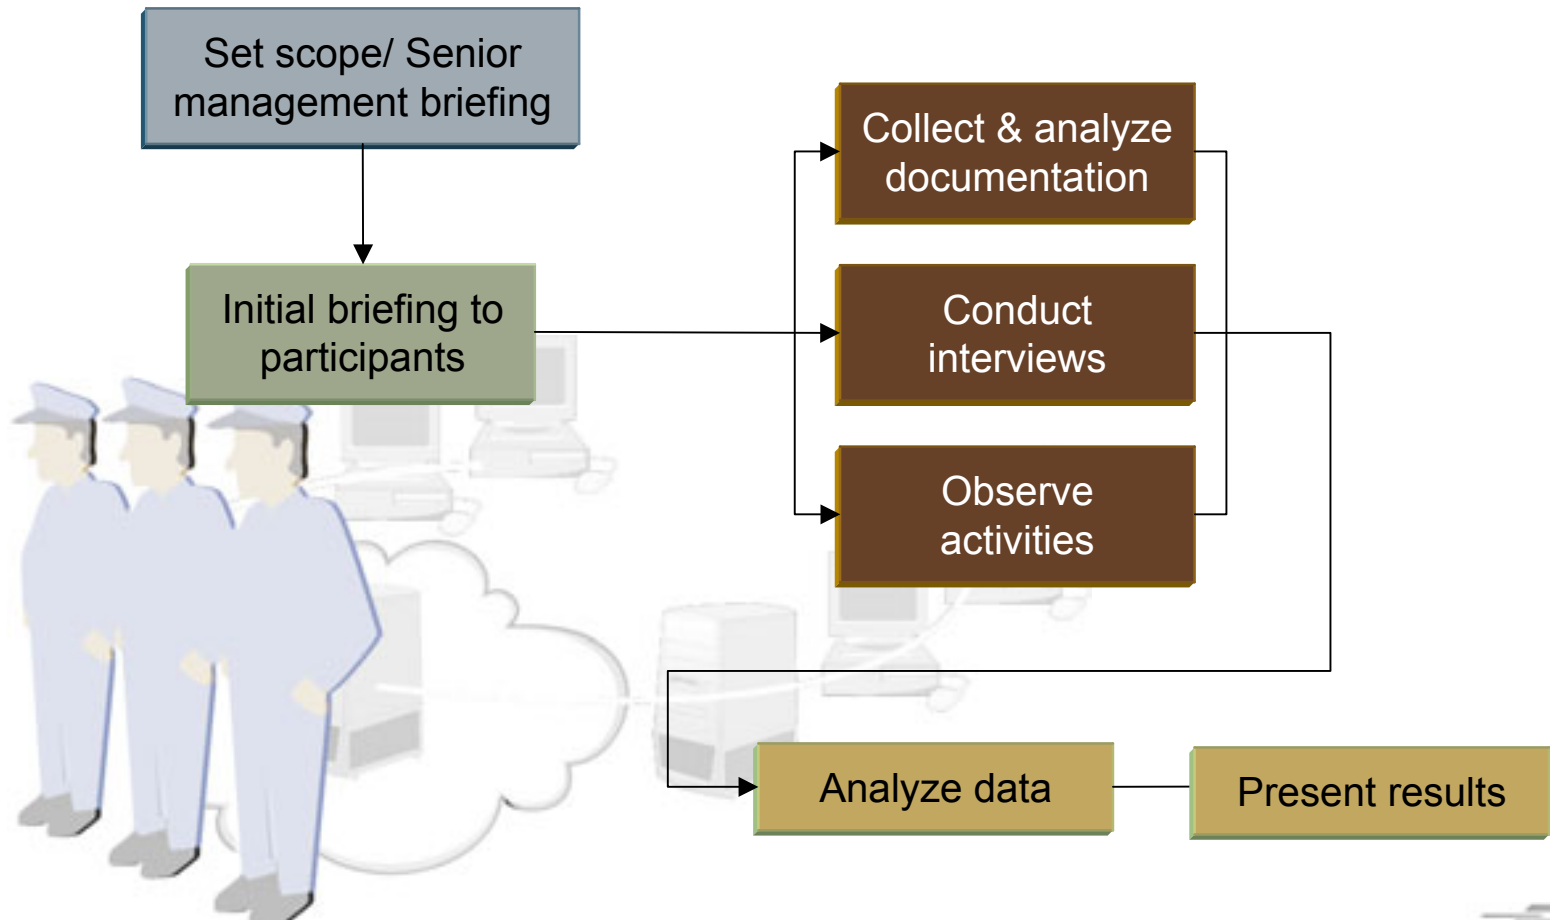 Set scope/ Senior
management briefing
Initial briefing to
participants
Collect & analyze
documentation
Conduct
interviews
Observe
activities
Analyze data
Present results